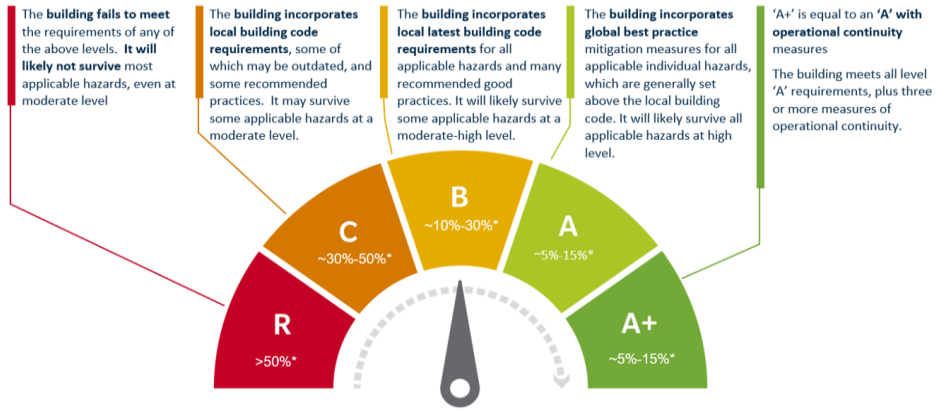 The building fails to meet
the requirements of any of
the above levels.  It will
likely not survive most
applicable hazards, even at
moderate level
The building incorporates
local building code
requirements, some of
which may be outdated, and
some recommended
practices.  It may survive
some applicable hazards at a
moderate level.
The building incorporates
local latest building code
requirements for all
applicable hazards and many
recommended good
practices. It will likely survive
some applicable hazards at a
moderate-high level.
The building incorporates
global best practice
mitigation measures for all
applicable individual hazards,
which are generally set
above the local building
code. It will likely survive all
applicable hazards at high
level.
‘A+’ is equal to an ‘A’ with
operational continuity
measures
The building meets all level
‘A’ requirements, plus three
or more measures of
operational continuity.
R
>50%*
C
~30%-50%*
B
~10%-30%*
A
~5%-15%*
A+
~5%-15%*